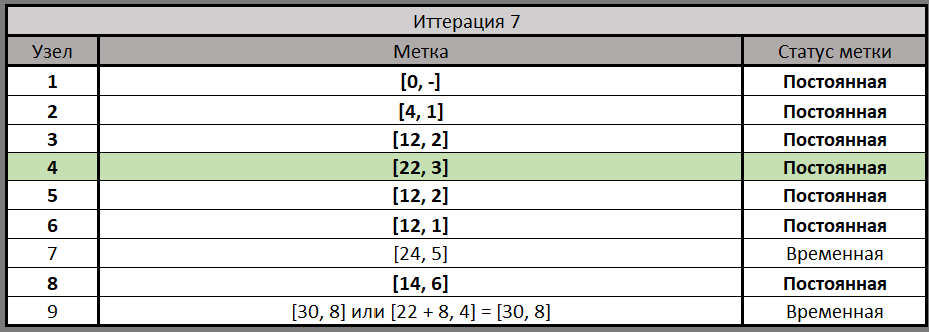 Иттерация 7
Узел Метка Статус метки
1 [0, -] Постоянная
2 [4, 1] Постоянная
3 [12, 2] Постоянная
4 [22, 3] Постоянная
5 [12, 2] Постоянная
6 [12, 1] Постоянная
7 [24, 5] Временная
8 [14, 6] Постоянная
9 [30, 8] или [22 + 8, 4] = [30, 8] Временная